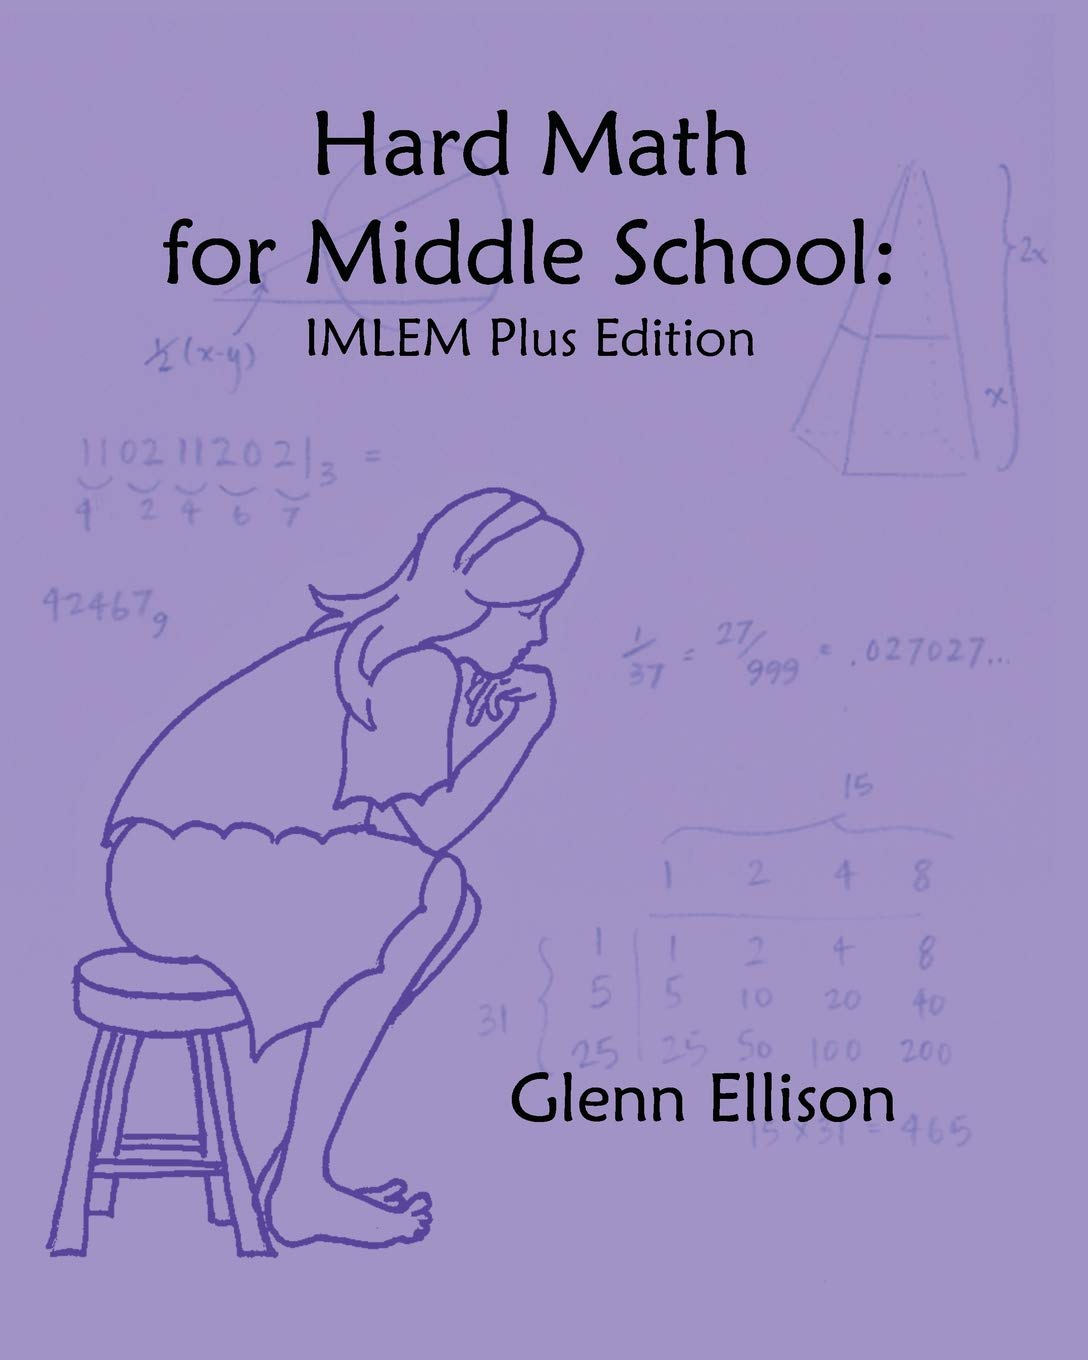 Hard Math
for Middle School:
IMLEM Plus Edition
2x
½(x-y)
x
1102112021₃ =
4 2 4 6 7
42467₉
1/37 = 27/999 = .027027...
15
1 2 4 8
1 1 2 4 8
5 5 10 20 40
31
25 25 50 100 200
Glenn Ellison
15 x 31 = 465